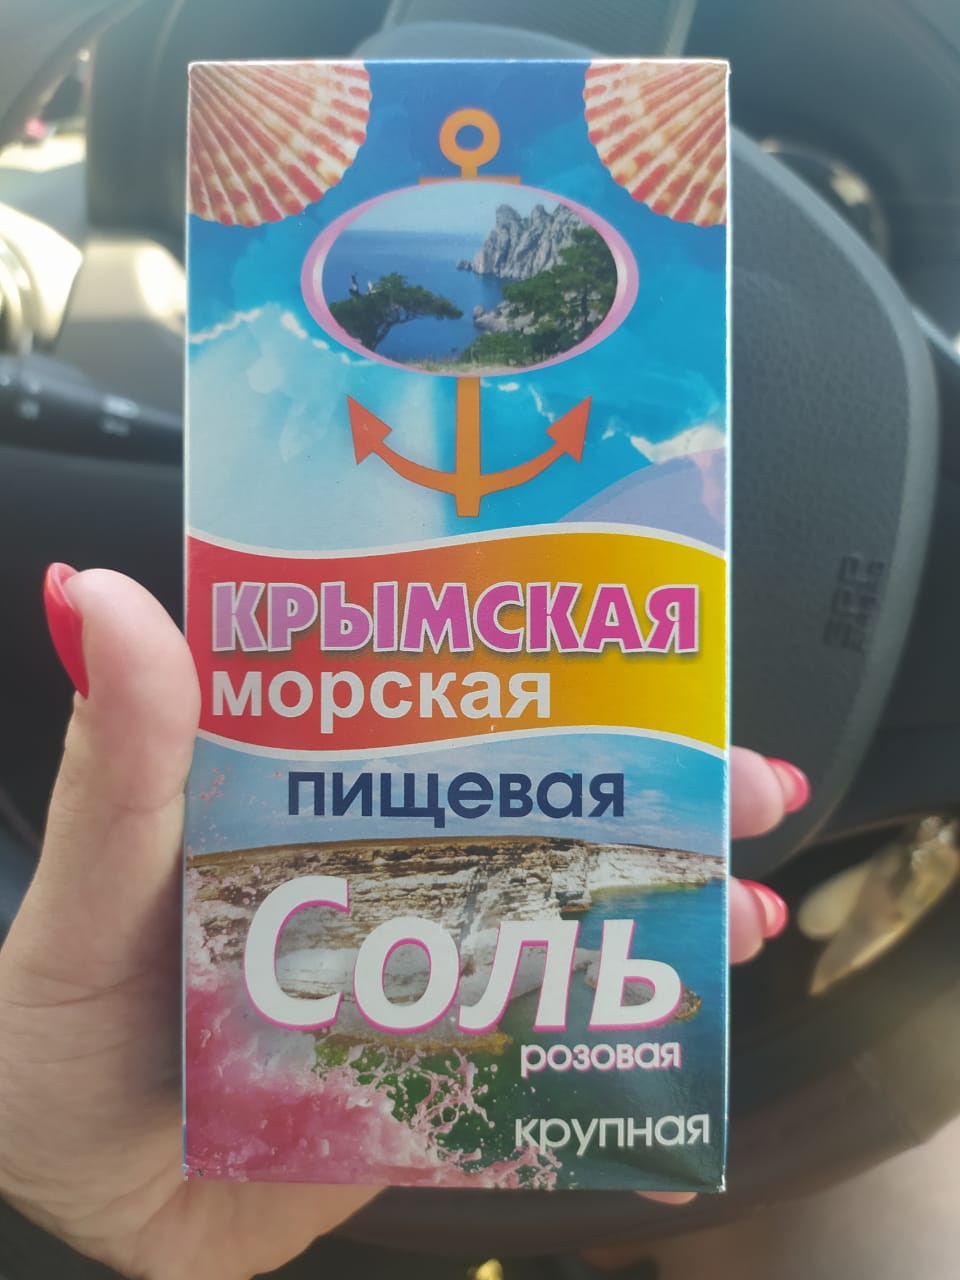 КРЫМСКАЯ
морская
пищевая
Соль
розовая
крупная